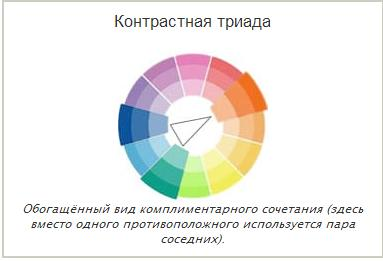 Контрастная триада
Обогащённый вид комплиментарного сочетания (здесь
вместо одного противоположного используется пара
соседних).